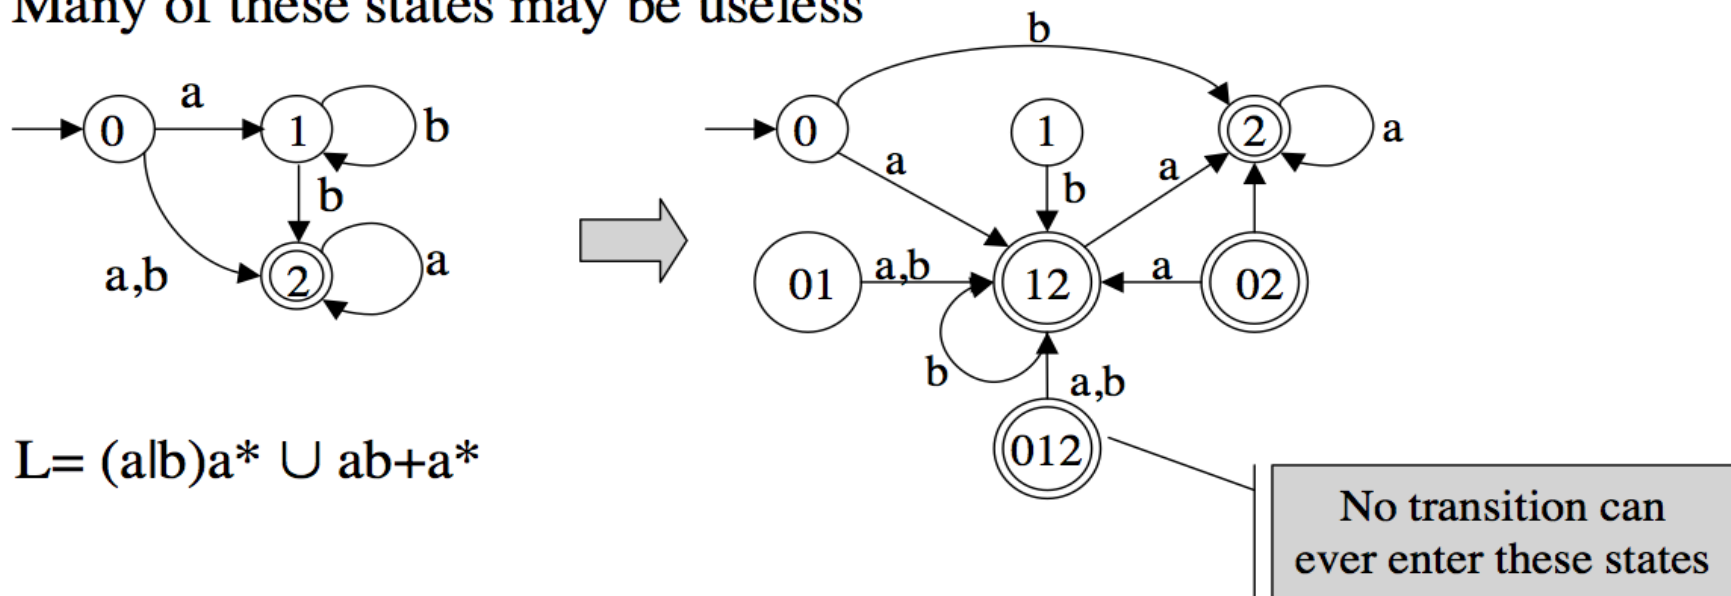 Many of these states may be useless
b
0
a
1
b
b
a,b
2
a
0
1
2
a
a
b
a
01
a,b
12
a
02
b
a,b
012
L= (a|b)a* ∪ ab+a*
No transition can
ever enter these states